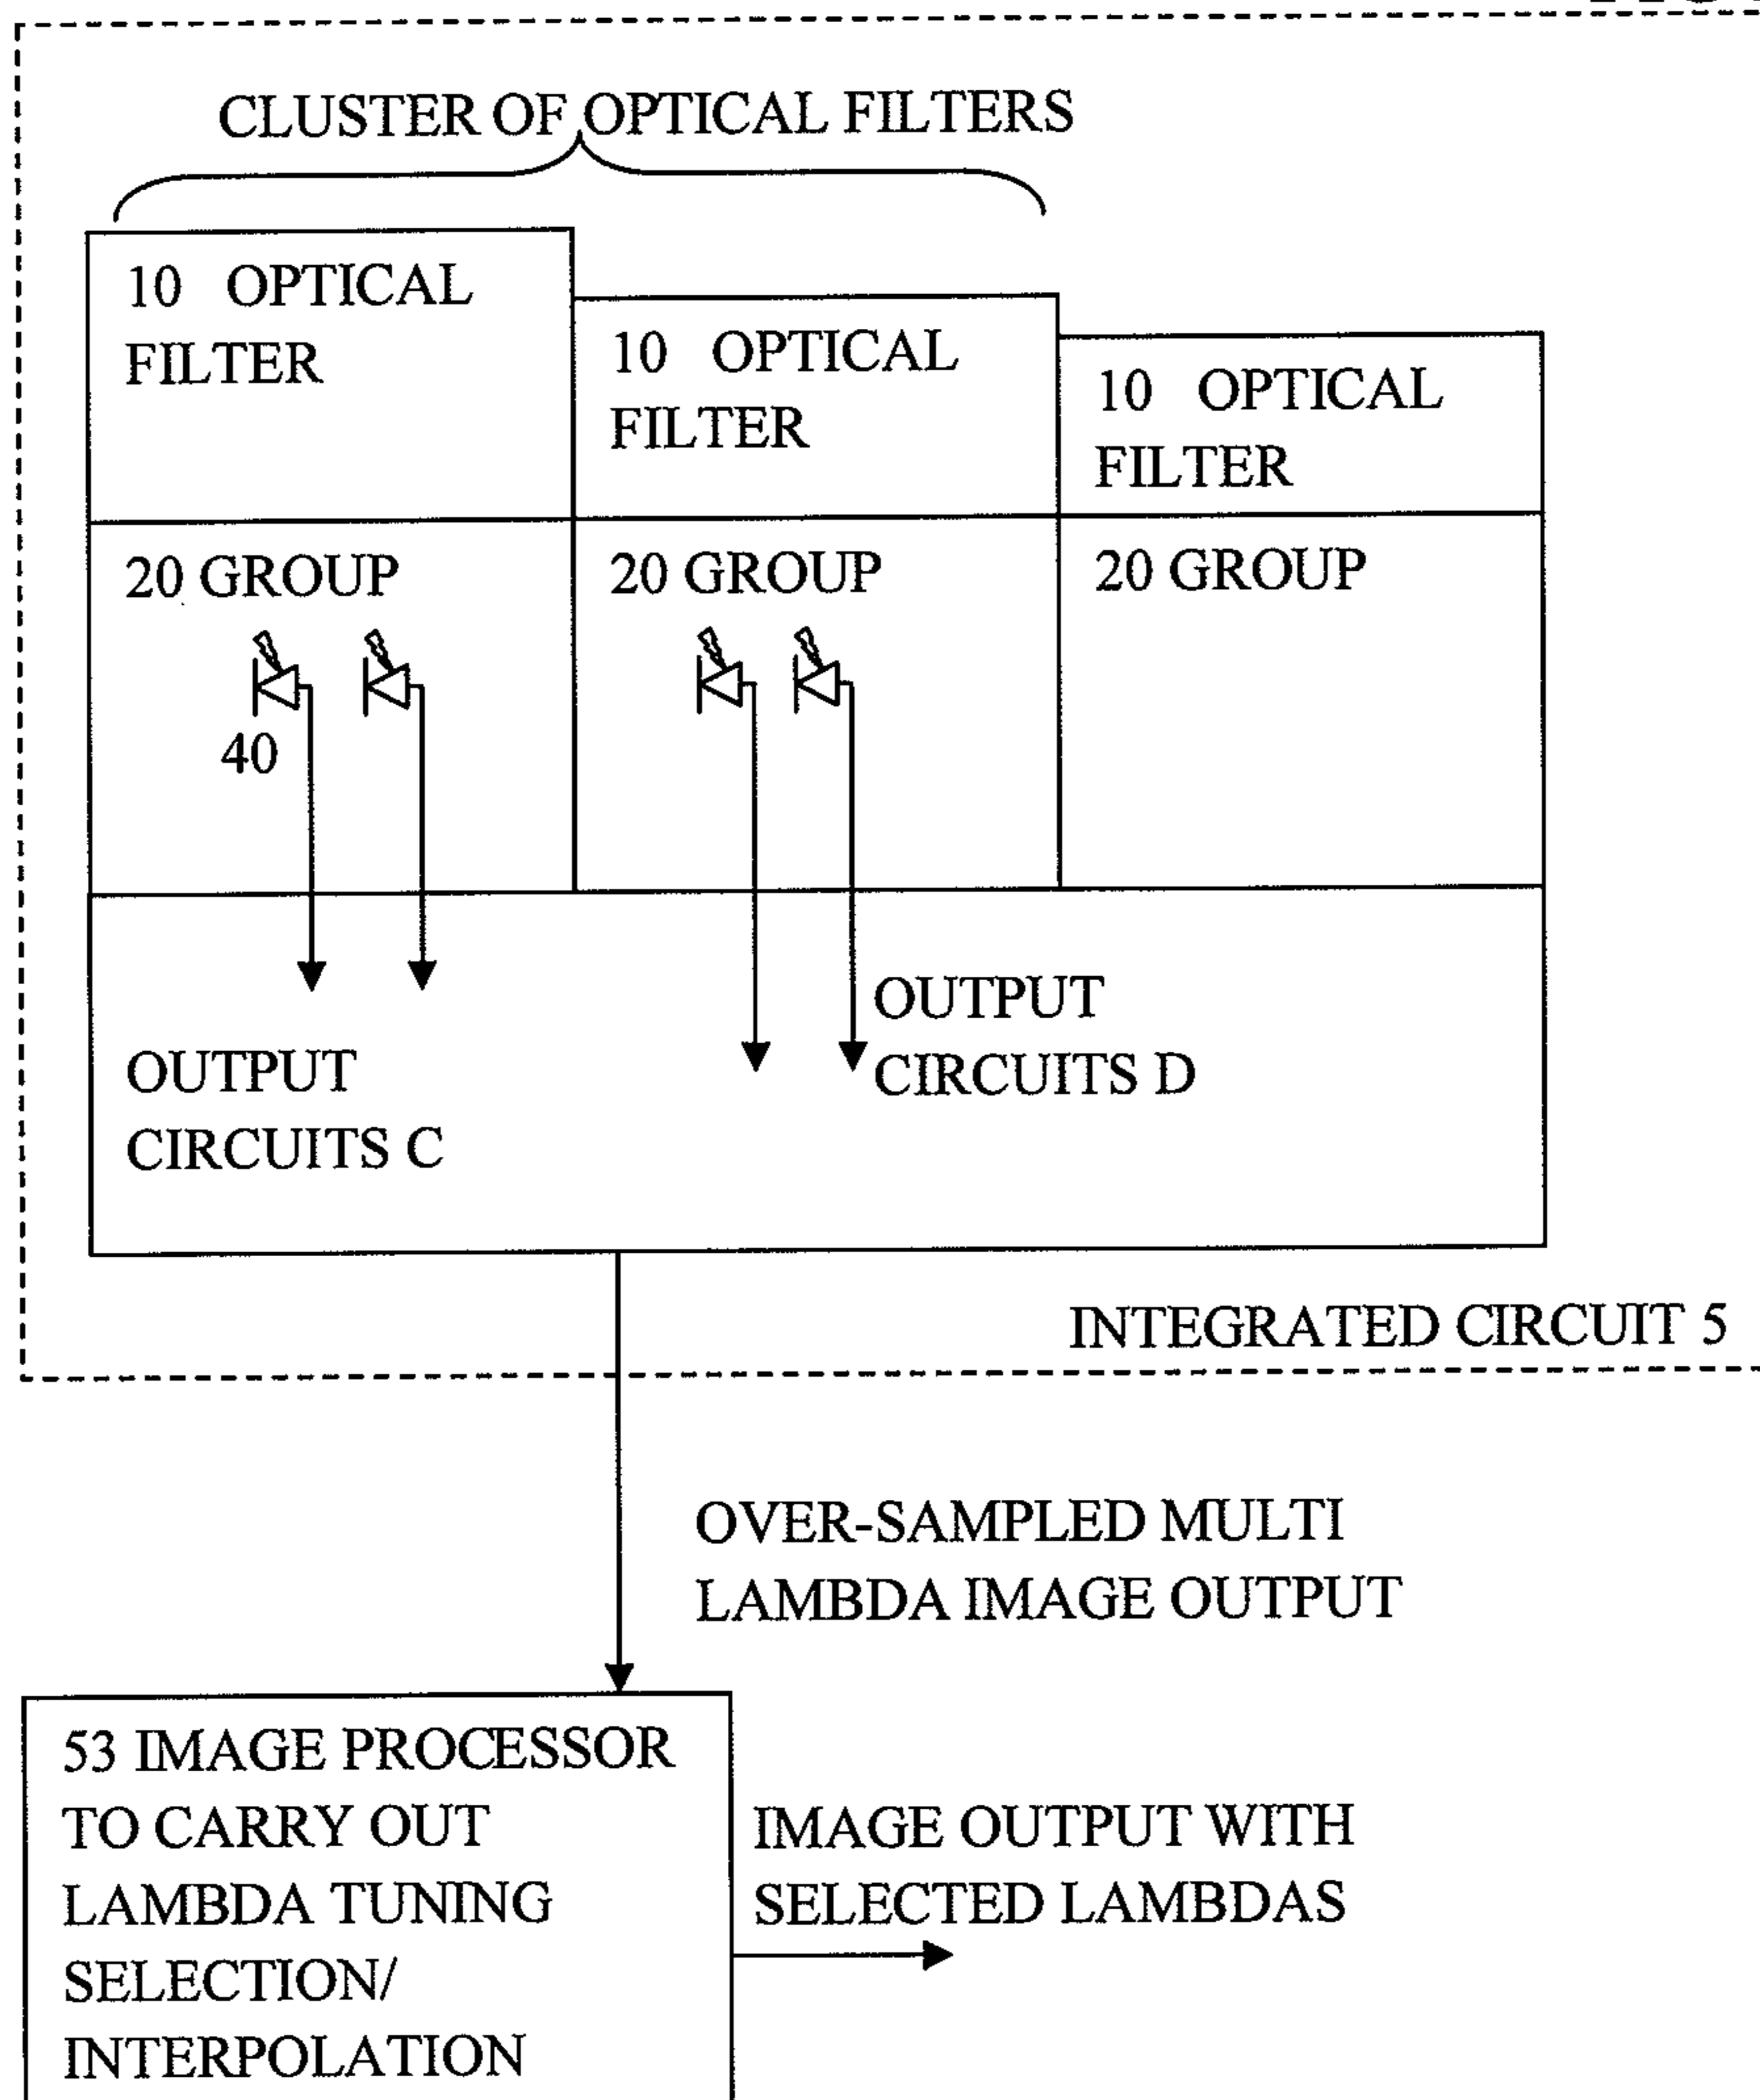 CLUSTER OF OPTICAL FILTERS
10 OPTICAL
FILTER
10 OPTICAL
FILTER
10 OPTICAL
FILTER
20 GROUP
20 GROUP
20 GROUP
40
OUTPUT
CIRCUITS C
OUTPUT
CIRCUITS D
INTEGRATED CIRCUIT 5
OVER-SAMPLED MULTI
LAMBDA IMAGE OUTPUT
53 IMAGE PROCESSOR
TO CARRY OUT
LAMBDA TUNING
SELECTION/
INTERPOLATION
IMAGE OUTPUT WITH
SELECTED LAMBDAS